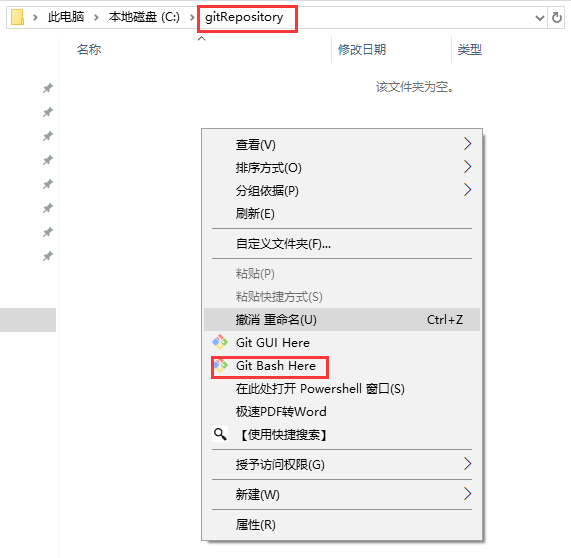 此电脑 本地磁盘 (C:) gitRepository
名称 修改日期 类型
该文件夹为空。
查看(V)
排序方式(O)
分组依据(P)
刷新(E)
自定义文件夹(F)...
粘贴(P)
粘贴快捷方式(S)
撤消 重命名(U) Ctrl+Z
Git GUI Here
Git Bash Here
在此处打开 Powershell 窗口(S)
极速PDF转Word
【使用快捷搜索】
授予访问权限(G)
新建(W)
属性(R)